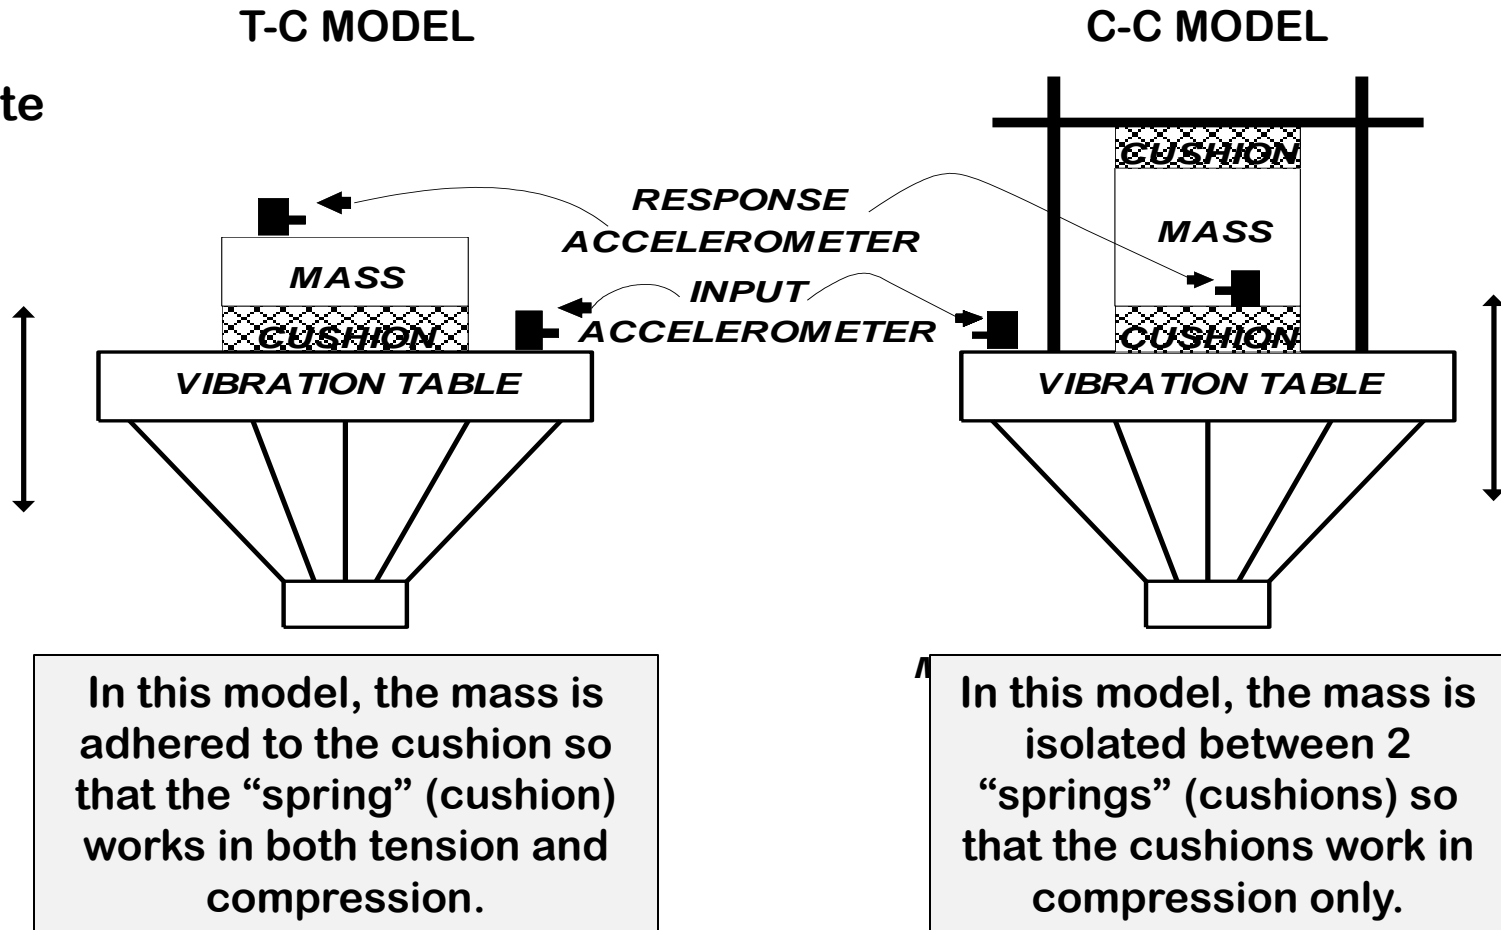 T-C MODEL
C-C MODEL
te
CUSHION
RESPONSE
ACCELEROMETER
MASS
MASS
INPUT
ACCELEROMETER
CUSHION
CUSHION
VIBRATION TABLE
VIBRATION TABLE
In this model, the mass is
adhered to the cushion so
that the “spring” (cushion)
works in both tension and
compression.
In this model, the mass is
isolated between 2
“springs” (cushions) so
that the cushions work in
compression only.